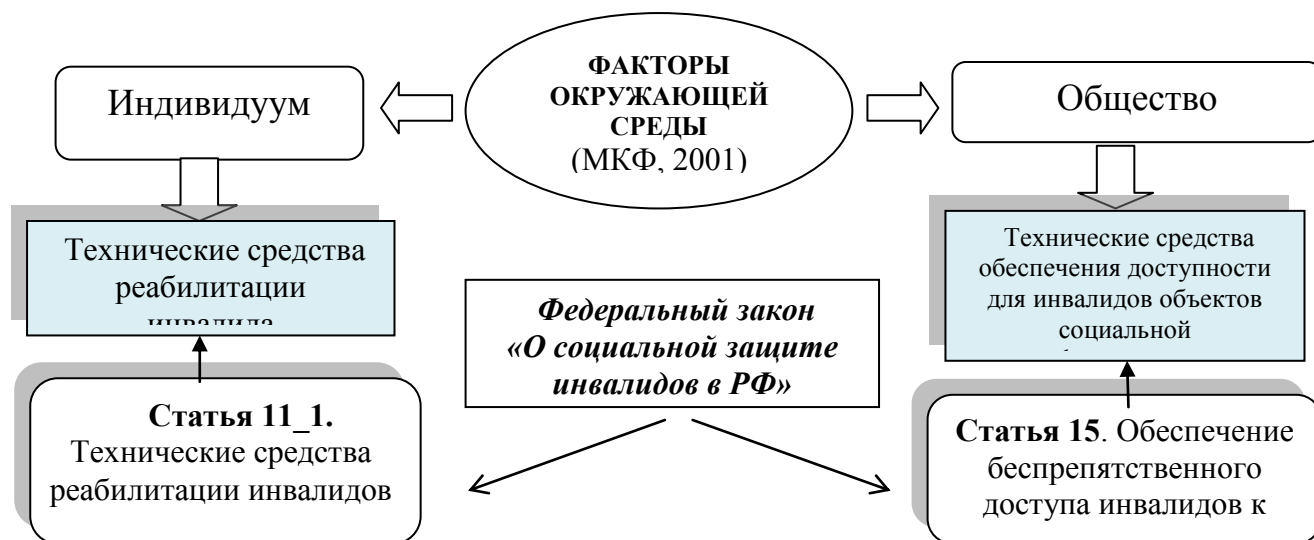 ФАКТОРЫ
ОКРУЖАЮЩЕЙ
СРЕДЫ
(МКФ, 2001)
Индивидуум
Общество
Технические средства
реабилитации
инвалида
Технические средства
обеспечения доступности
для инвалидов объектов
социальной
Федеральный закон
«О социальной защите
инвалидов в РФ»
Статья 11_1.
Технические средства
реабилитации инвалидов
Статья 15. Обеспечение
беспрепятственного
доступа инвалидов к